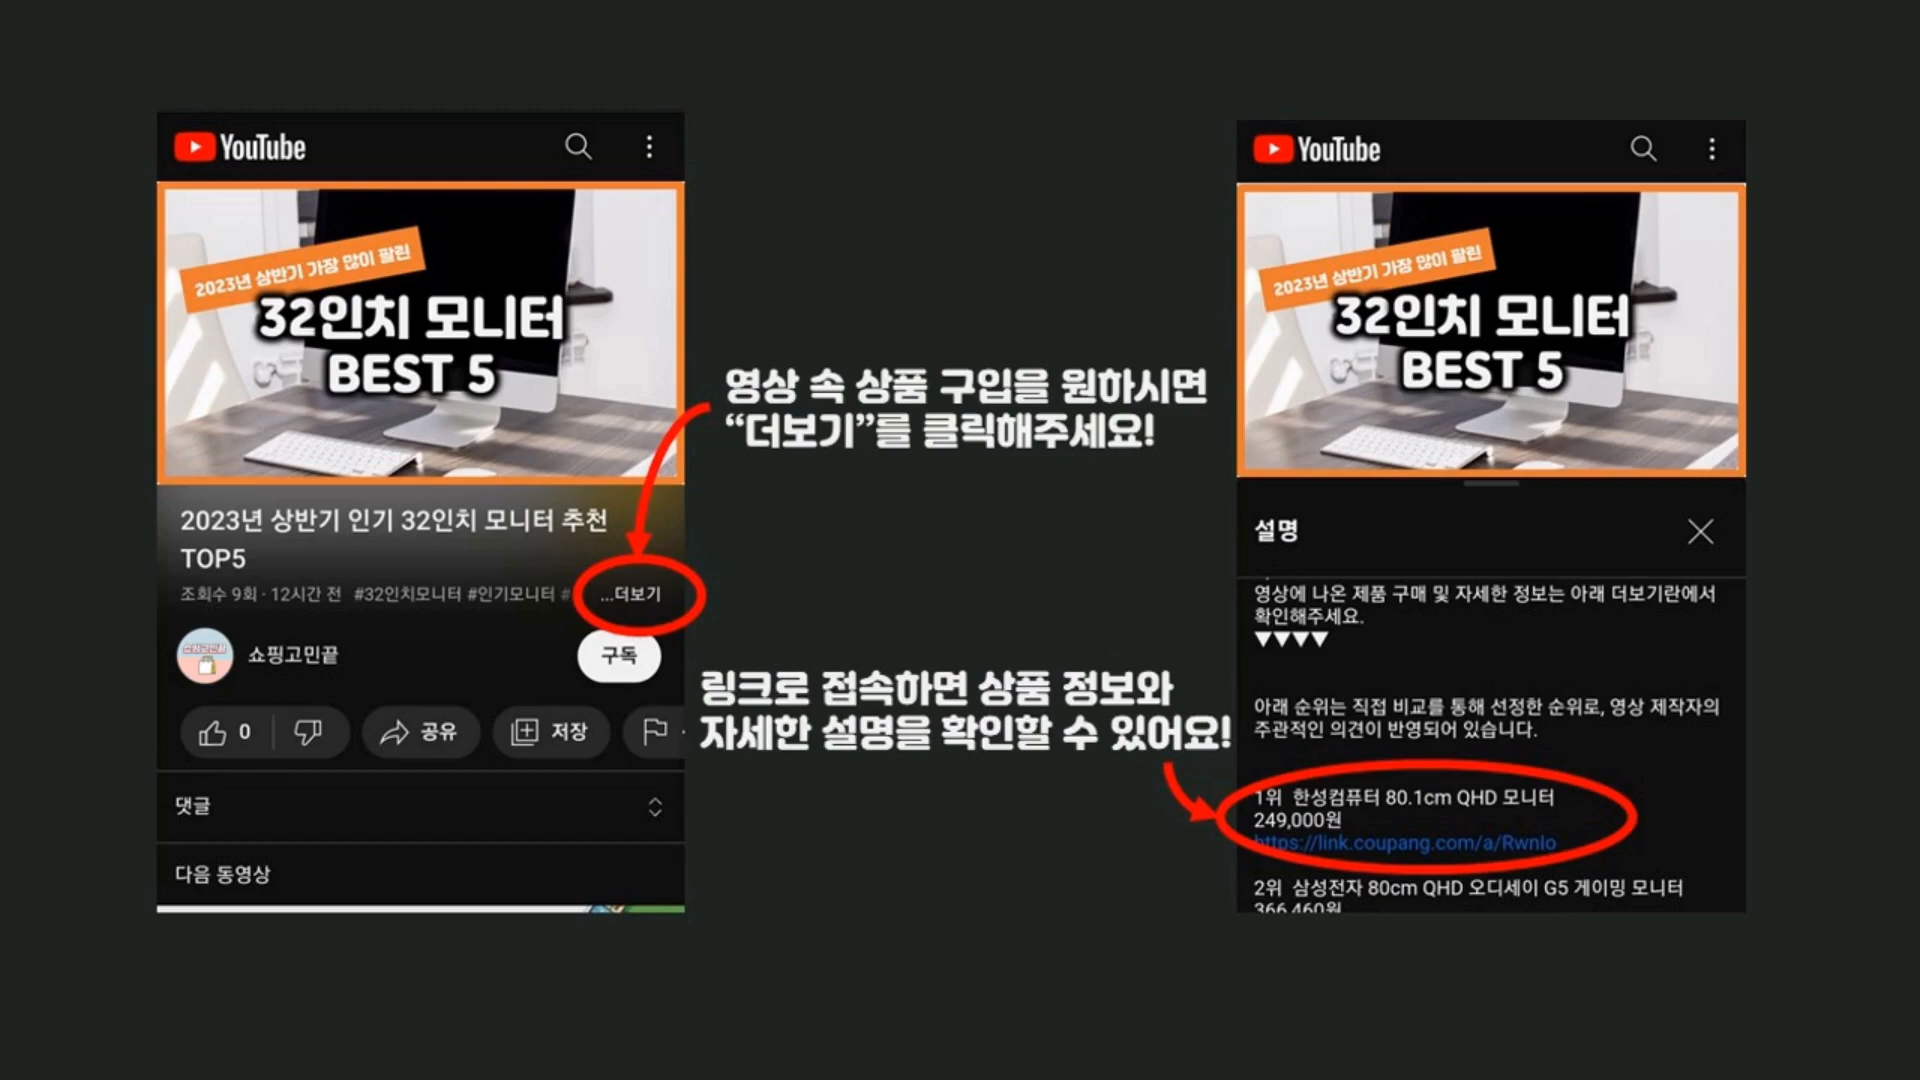 YouTube
2023년 상반기 가장 많이 팔린
32인치 모니터
BEST 5
2023년 상반기 인기 32인치 모니터 추천
TOP5
조회수 9회 · 12시간 전 #32인치모니터 #인기모니터 # ...더보기
쇼핑고민끝
쇼핑고민끝
구독
0
공유
저장
댓글
다음 동영상
영상 속 상품 구입을 원하시면
“더보기”를 클릭해주세요!
링크로 접속하면 상품 정보와
자세한 설명을 확인할 수 있어요!
YouTube
2023년 상반기 가장 많이 팔린
32인치 모니터
BEST 5
설명
영상에 나온 제품 구매 및 자세한 정보는 아래 더보기란에서
확인해주세요.
▼▼▼▼
아래 순위는 직접 비교를 통해 선정한 순위로, 영상 제작자의
주관적인 의견이 반영되어 있습니다.
1위 한성컴퓨터 80.1cm QHD 모니터
249,000원
https://link.coupang.com/a/RwnIo
2위 삼성전자 80cm QHD 오디세이 G5 게이밍 모니터
366,460원